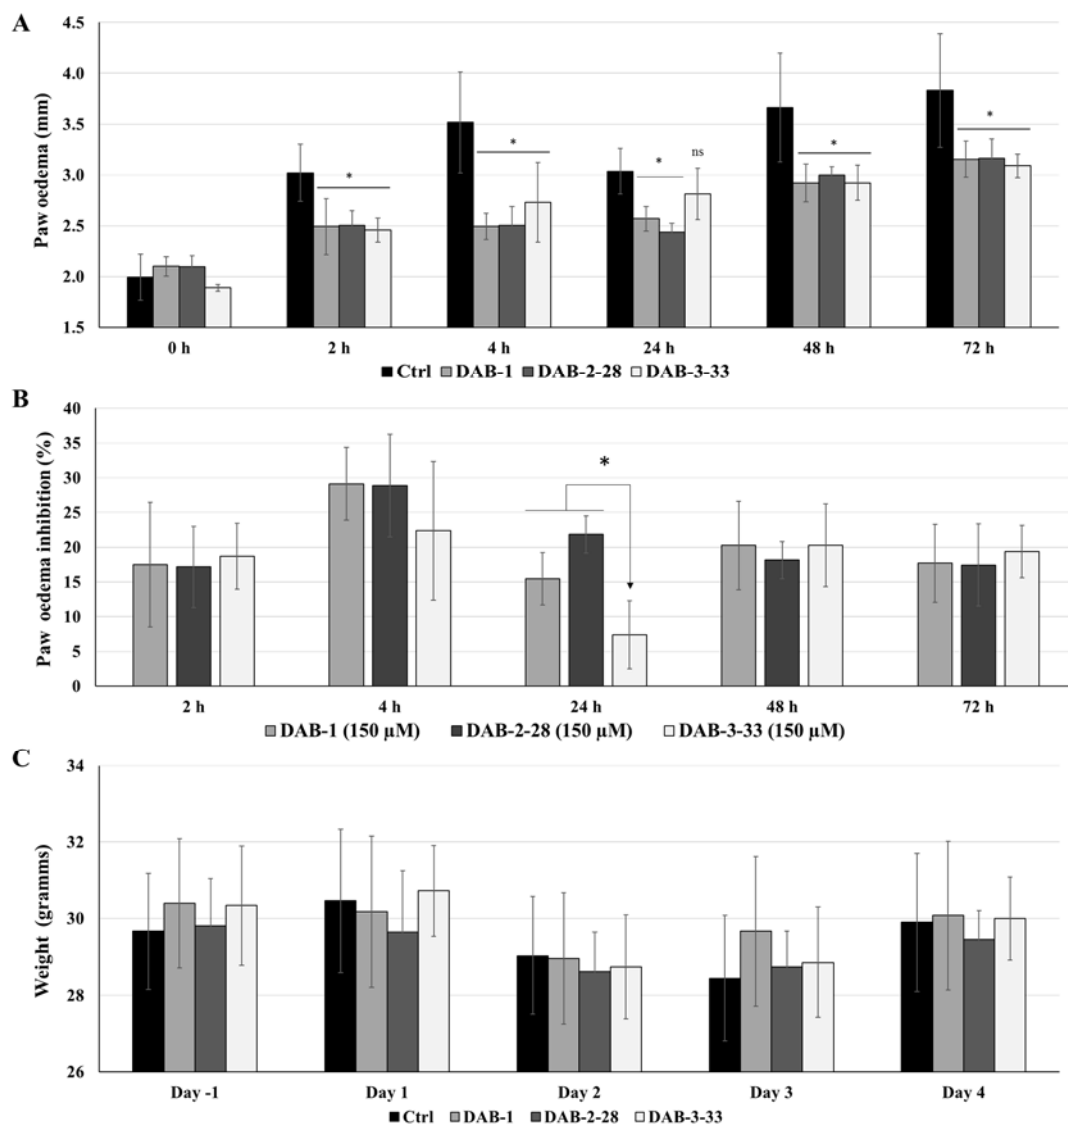 A
Paw oedema (mm)
4.5
4.0
3.5
3.0
2.5
2.0
1.5
*
*
*
ns
*
*
0 h 2 h 4 h 24 h 48 h 72 h
Ctrl DAB-1 DAB-2-28 DAB-3-33
B
Paw oedema inhibition (%)
40
35
30
25
20
15
10
5
0
*
2 h 4 h 24 h 48 h 72 h
DAB-1 (150 µM) DAB-2-28 (150 µM) DAB-3-33 (150 µM)
C
Weight (gramms)
34
32
30
28
26
Day -1 Day 1 Day 2 Day 3 Day 4
Ctrl DAB-1 DAB-2-28 DAB-3-33